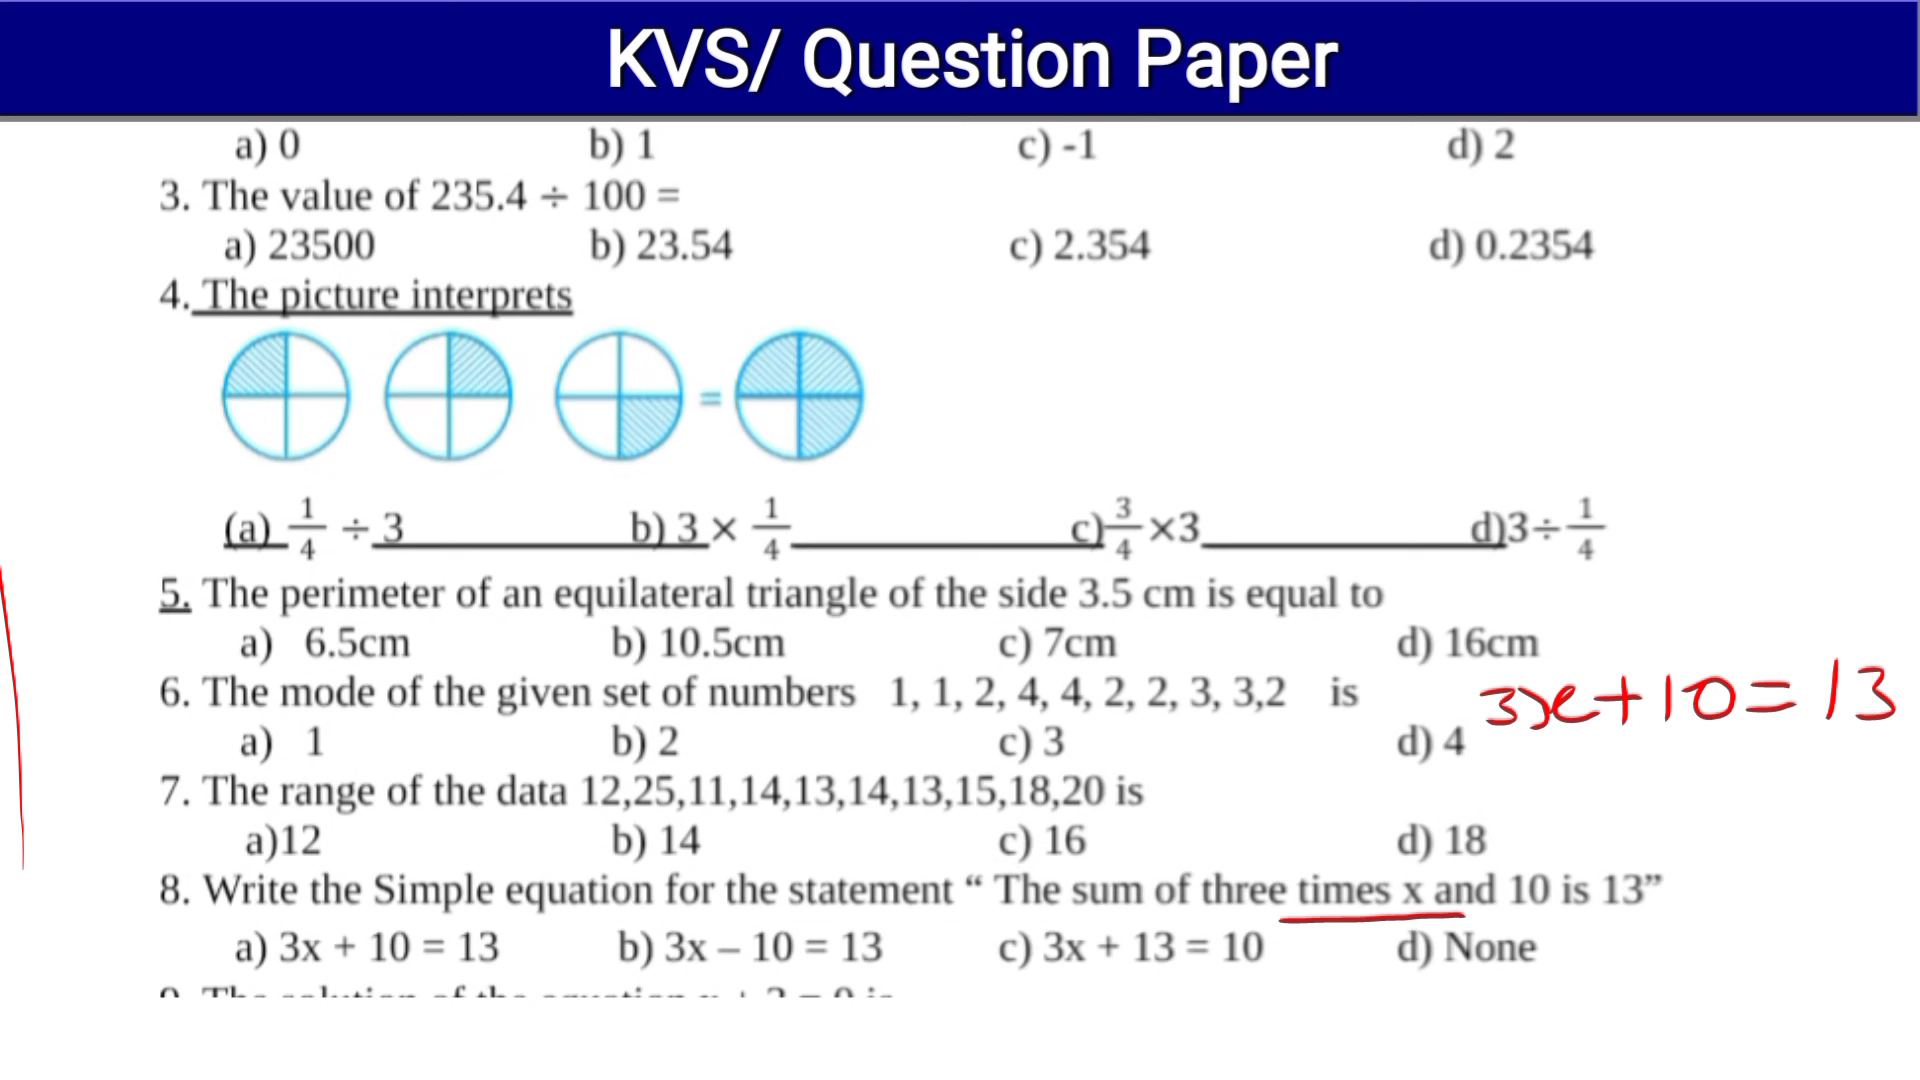 KVS/ Question Paper
a) 0 b) 1 c) -1 d) 2
3. The value of 235.4 ÷ 100 =
a) 23500 b) 23.54 c) 2.354 d) 0.2354
4. The picture interprets
=
(a) 1/4 ÷ 3 b) 3 × 1/4 c) 3/4 ×3 d)3÷ 1/4
5. The perimeter of an equilateral triangle of the side 3.5 cm is equal to
a) 6.5cm b) 10.5cm c) 7cm d) 16cm
6. The mode of the given set of numbers 1, 1, 2, 4, 4, 2, 2, 3, 3,2 is
3x+10=13
a) 1 b) 2 c) 3 d) 4
7. The range of the data 12,25,11,14,13,14,13,15,18,20 is
a)12 b) 14 c) 16 d) 18
8. Write the Simple equation for the statement “ The sum of three times x and 10 is 13”
a) 3x + 10 = 13 b) 3x – 10 = 13 c) 3x + 13 = 10 d) None